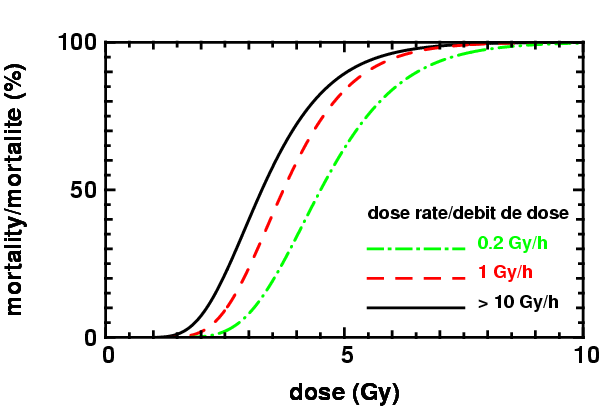 100
50
0
0
5
10
mortality/mortalite (%)
dose (Gy)
dose rate/debit de dose
0.2 Gy/h
1 Gy/h
> 10 Gy/h